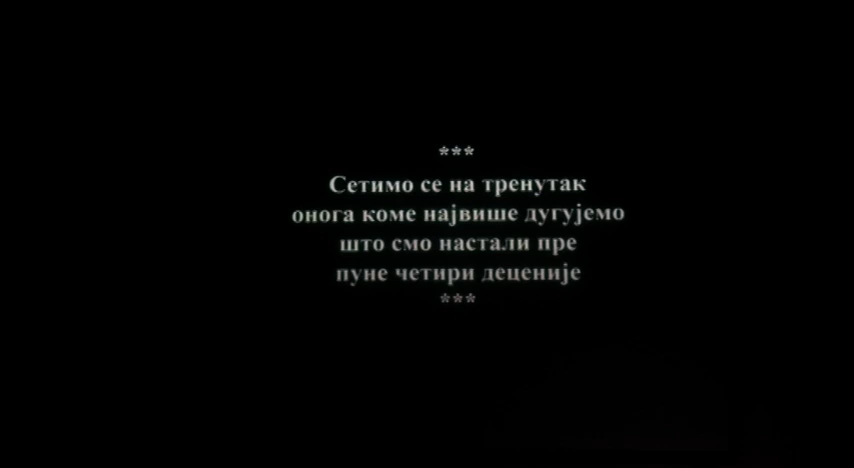 ***
Сетимо се на тренутак
онога коме највише дугујемо
што смо настали пре
пуне четири деценије
***